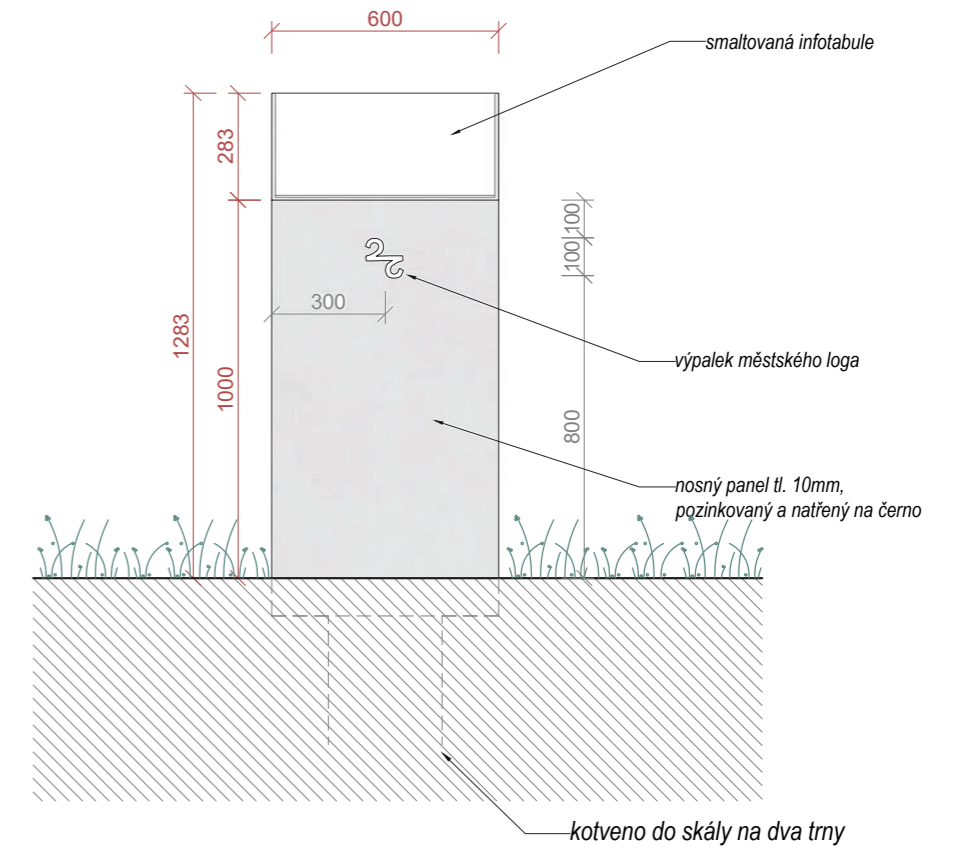 600
smaltovaná infotabule
283
100
100
300
1283
výpalek městského loga
1000
800
nosný panel tl. 10mm,
pozinkovaný a natřený na černo
kotveno do skály na dva trny